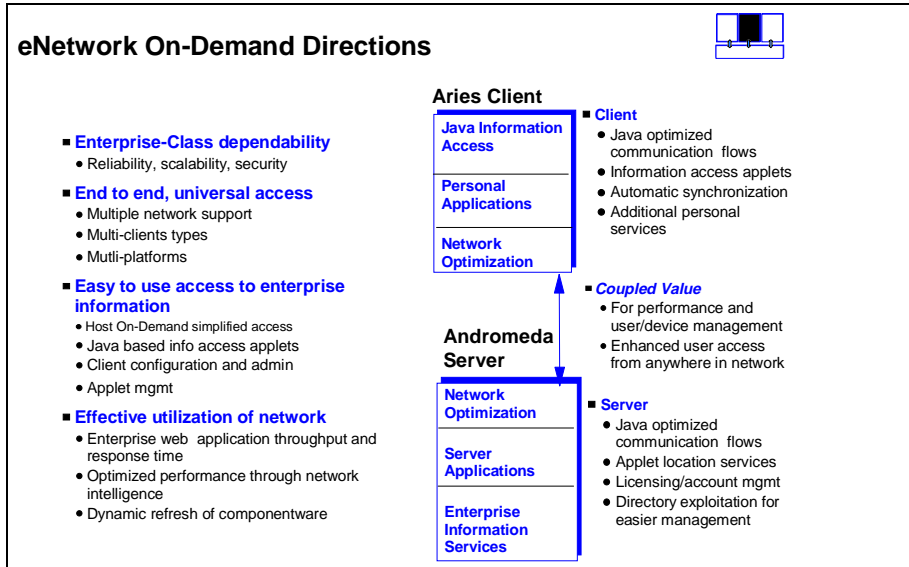 eNetwork On-Demand Directions
Enterprise-Class dependability
Reliability, scalability, security
End to end, universal access
Multiple network support
Multi-clients types
Mutli-platforms
Easy to use access to enterprise
information
Host On-Demand simplified access
Java based info access applets
Client configuration and admin
Applet mgmt
Effective utilization of network
Enterprise web application throughput and
response time
Optimized performance through network
intelligence
Dynamic refresh of componentware
Aries Client
Java Information
Access
Personal
Applications
Network
Optimization
Andromeda
Server
Network
Optimization
Server
Applications
Enterprise
Information
Services
Client
Java optimized
communication flows
Information access applets
Automatic synchronization
Additional personal
services
Coupled Value
For performance and
user/device management
Enhanced user access
from anywhere in network
Server
Java optimized
communication flows
Applet location services
Licensing/account mgmt
Directory exploitation for
easier management